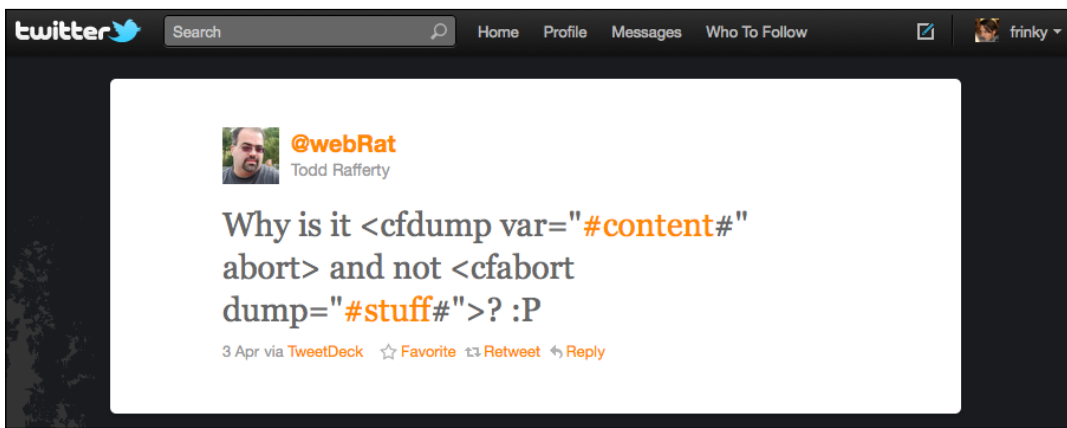 twitter Search Home Profile Messages Who To Follow frinky
@webRat
Todd Rafferty
Why is it <cfdump var="#content#"
abort> and not <cfabort
dump="#stuff#">? :P
3 Apr via TweetDeck Favorite Retweet Reply